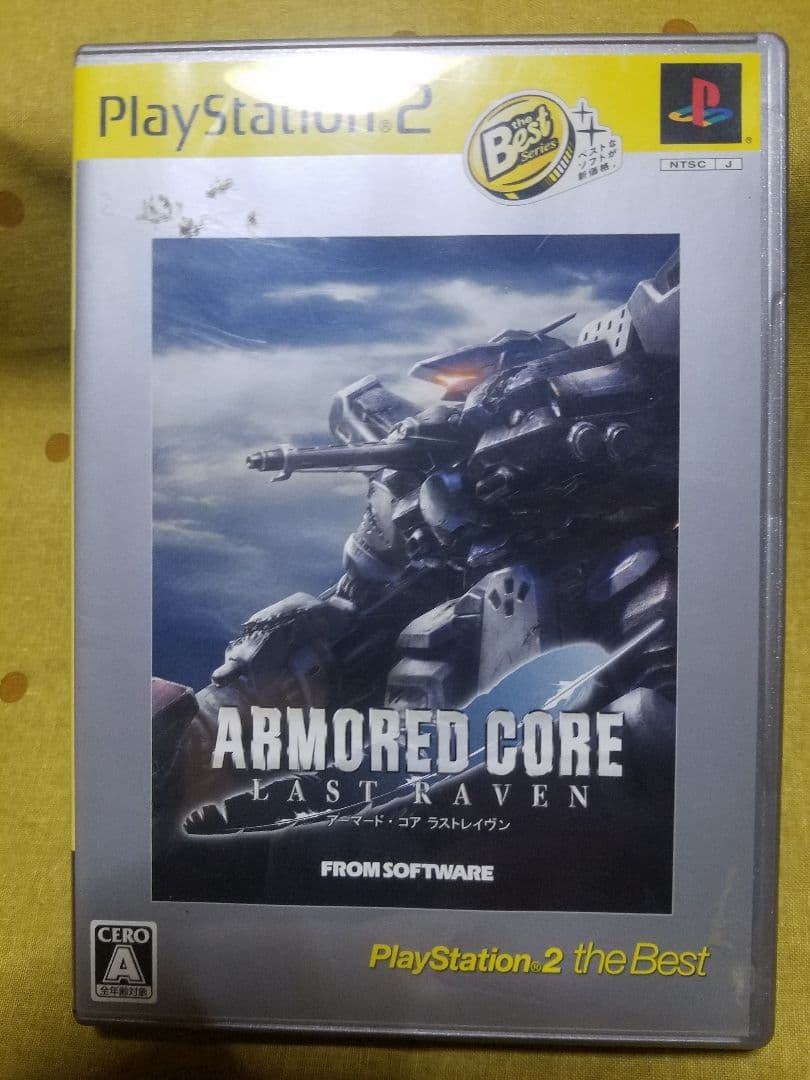 PlayStation®2
the
Best
Series
ベストな
ソフトが
新価格。
NTSC J
ARMORED CORE
LAST RAVEN
アーマード・コア ラストレイヴン
FROMSOFTWARE
CERO
A
全年齢対象
PlayStation®2 the Best